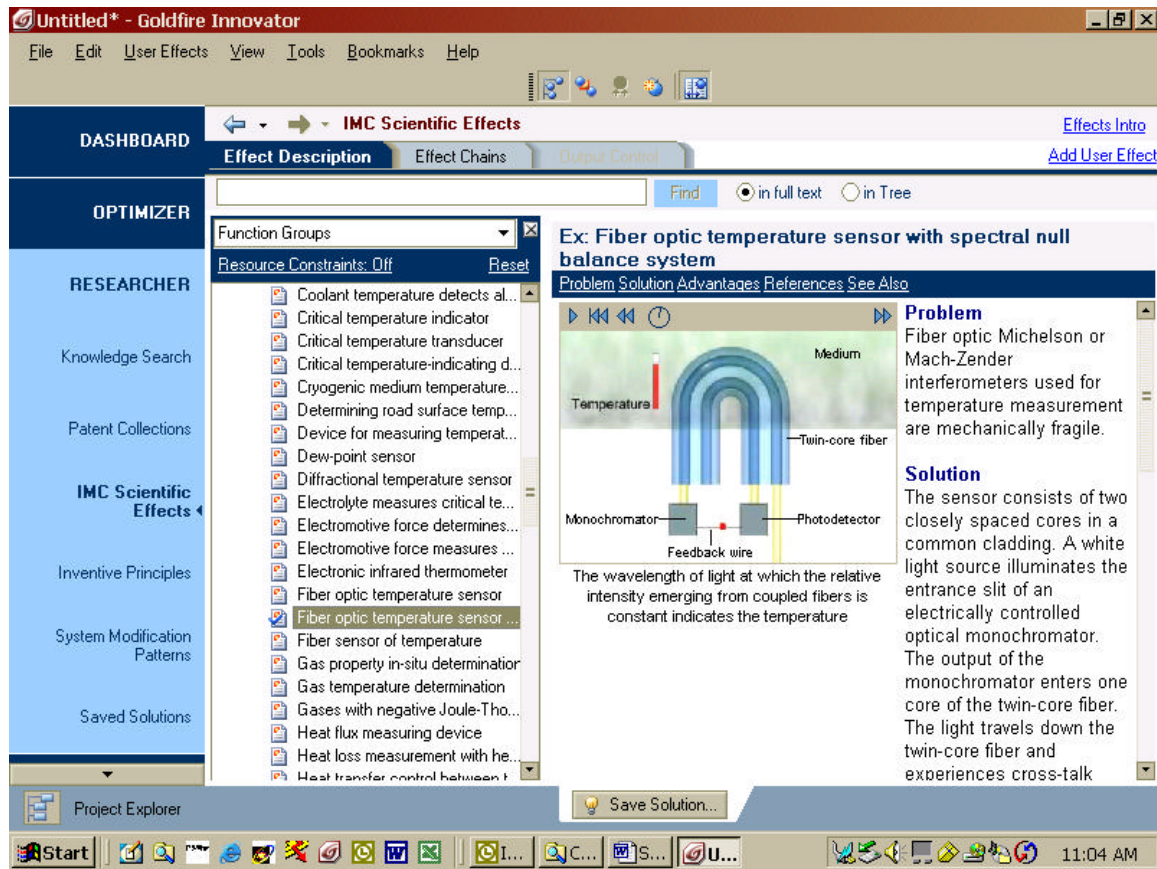 Untitled* - Goldfire Innovator
File Edit User Effects View Tools Bookmarks Help
DASHBOARD
OPTIMIZER
RESEARCHER
Knowledge Search
Patent Collections
IMC Scientific
Effects
Inventive Principles
System Modification
Patterns
Saved Solutions
IMC Scientific Effects
Effects Intro
Effect Description Effect Chains Output Control
Add User Effect
Find in full text in Tree
Function Groups
Resource Constraints: Off Reset
Coolant temperature detects al...
Critical temperature indicator
Critical temperature transducer
Critical temperature-indicating d...
Cryogenic medium temperature...
Determining road surface temp...
Device for measuring temperat...
Dew-point sensor
Diffractional temperature sensor
Electrolyte measures critical te...
Electromotive force determines...
Electromotive force measures ...
Electronic infrared thermometer
Fiber optic temperature sensor
Fiber optic temperature sensor ...
Fiber sensor of temperature
Gas property in-situ determination
Gas temperature determination
Gases with negative Joule-Tho...
Heat flux measuring device
Heat loss measurement with he...
Heat transfer control between t
Ex: Fiber optic temperature sensor with spectral null
balance system
Problem Solution Advantages References See Also
Medium
Temperature
Twin-core fiber
Monochromator
Photodetector
Feedback wire
The wavelength of light at which the relative
intensity emerging from coupled fibers is
constant indicates the temperature
Problem
Fiber optic Michelson or
Mach-Zender
interferometers used for
temperature measurement
are mechanically fragile.
Solution
The sensor consists of two
closely spaced cores in a
common cladding. A white
light source illuminates the
entrance slit of an
electrically controlled
optical monochromator.
The output of the
monochromator enters one
core of the twin-core fiber.
The light travels down the
twin-core fiber and
experiences cross-talk
Project Explorer
Save Solution...
Start I... C... S... U... 11:04 AM